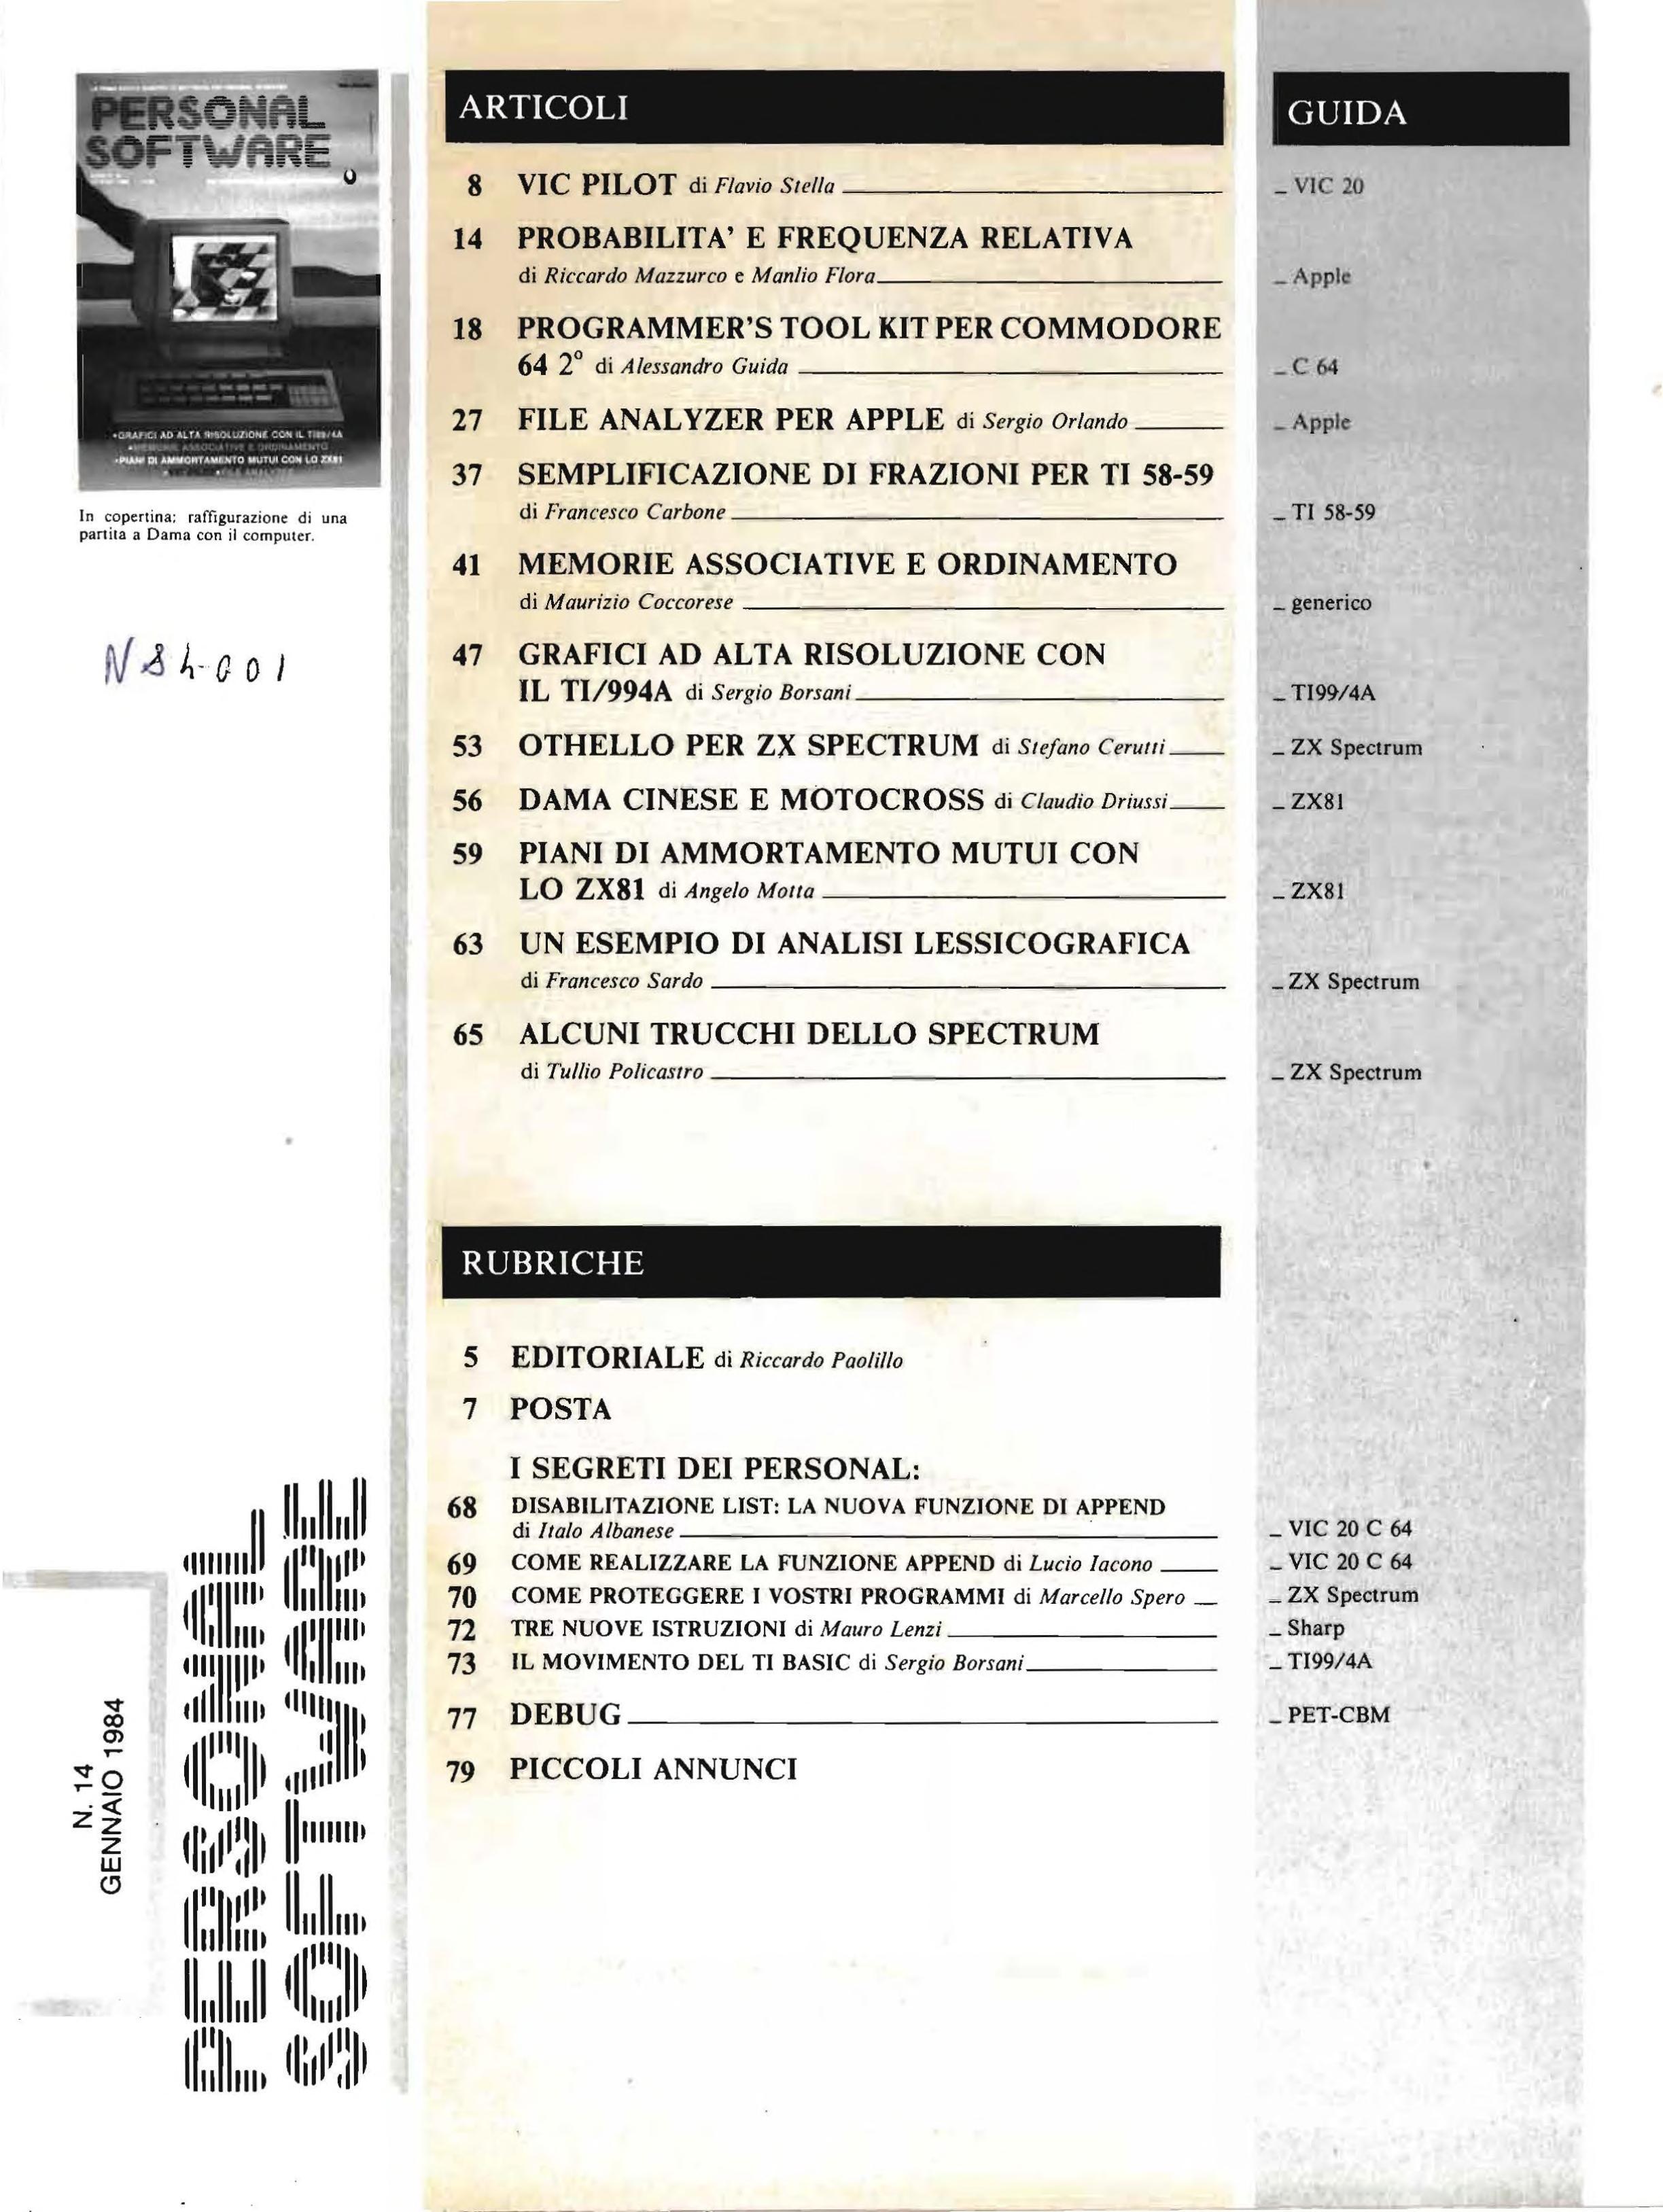 PERSONAL
SOFTWARE
•GRAFICI AD ALTA RISOLUZIONE CON IL TI99/4A
•MEMORIE ASSOCIATIVE E ORDINAMENTO
•PIANI DI AMMORTAMENTO MUTUI CON LO ZX81
In copertina: raffigurazione di una
partita a Dama con il computer.
N84-001
N. 14
GENNAIO 1984
PERSONAL
SOFTWARE
ARTICOLI
GUIDA
8 VIC PILOT di Flavio Stella _ VIC 20
14 PROBABILITA' E FREQUENZA RELATIVA
di Riccardo Mazzurco e Manlio Flora _ Apple
18 PROGRAMMER'S TOOL KIT PER COMMODORE
64 2° di Alessandro Guida _ C 64
27 FILE ANALYZER PER APPLE di Sergio Orlando _ Apple
37 SEMPLIFICAZIONE DI FRAZIONI PER TI 58-59
di Francesco Carbone _ TI 58-59
41 MEMORIE ASSOCIATIVE E ORDINAMENTO
di Maurizio Coccorese _ generico
47 GRAFICI AD ALTA RISOLUZIONE CON
IL TI/994A di Sergio Borsani _ TI99/4A
53 OTHELLO PER ZX SPECTRUM di Stefano Cerutti _ ZX Spectrum
56 DAMA CINESE E MOTOCROSS di Claudio Driussi _ ZX81
59 PIANI DI AMMORTAMENTO MUTUI CON
LO ZX81 di Angelo Motta _ ZX81
63 UN ESEMPIO DI ANALISI LESSICOGRAFICA
di Francesco Sardo _ ZX Spectrum
65 ALCUNI TRUCCHI DELLO SPECTRUM
di Tullio Policastro _ ZX Spectrum
RUBRICHE
5 EDITORIALE di Riccardo Paolillo
7 POSTA
I SEGRETI DEI PERSONAL:
68 DISABILITAZIONE LIST: LA NUOVA FUNZIONE DI APPEND
di Italo Albanese _ VIC 20 C 64
69 COME REALIZZARE LA FUNZIONE APPEND di Lucio Iacono _ VIC 20 C 64
70 COME PROTEGGERE I VOSTRI PROGRAMMI di Marcello Spero _ ZX Spectrum
72 TRE NUOVE ISTRUZIONI di Mauro Lenzi _ Sharp
73 IL MOVIMENTO DEL TI BASIC di Sergio Borsani _ TI99/4A
77 DEBUG _ PET-CBM
79 PICCOLI ANNUNCI